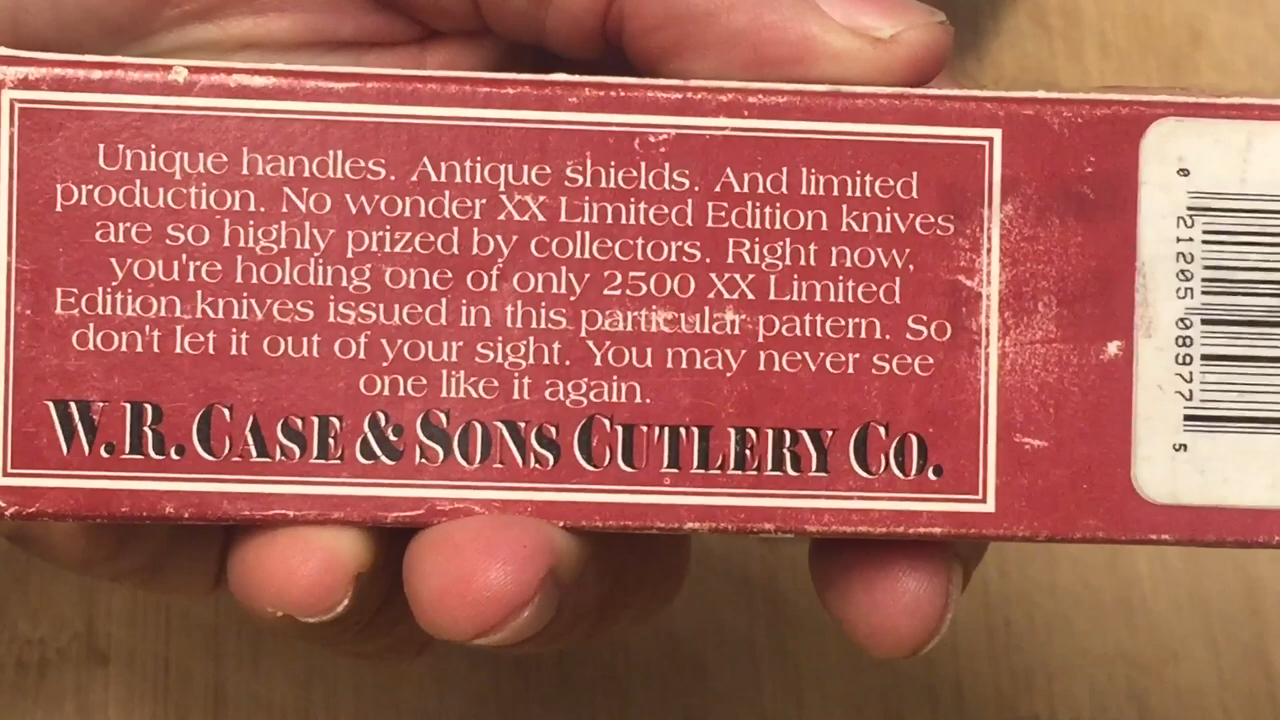 Unique handles. Antique shields. And limited
production. No wonder XX Limited Edition knives
are so highly prized by collectors. Right now,
you're holding one of only 2500 XX Limited
Edition knives issued in this particular pattern. So
don't let it out of your sight. You may never see
one like it again.
W.R. CASE & SONS CUTLERY CO.
0 21205 08977 5